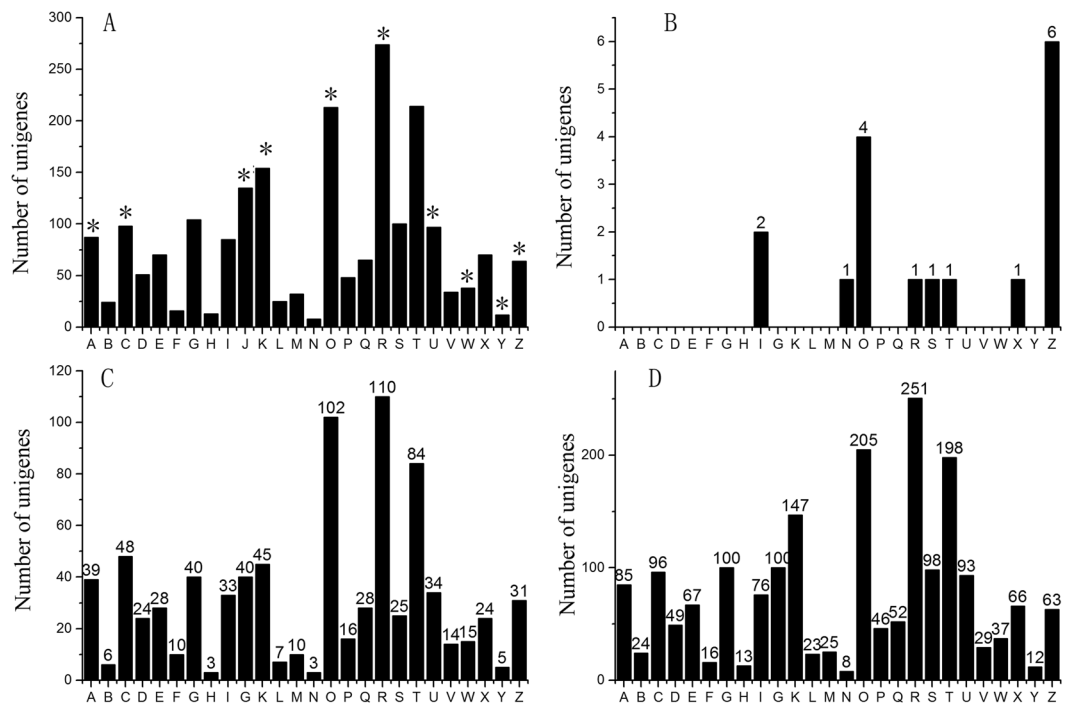 A
Number of unigenes
300
250
200
150
100
50
0
* * * * * * * * * *
A B C D E F G H I J K L M N O P Q R S T U V W X Y Z
B
Number of unigenes
6
5
4
3
2
1
0
2 1 4 1 1 1 1 6
A B C D E F G H I G K L M N O P Q R S T U V W X Y Z
C
Number of unigenes
120
100
80
60
40
20
0
39 6 48 24 28 10 40 3 33 40 45 7 10 3 102 16 28 110 25 84 34 14 15 24 5 31
A B C D E F G H I G K L M N O P Q R S T U V W X Y Z
D
Number of unigenes
200
100
0
85 24 96 49 67 16 100 13 76 100 147 23 25 8 205 46 52 251 98 198 93 29 37 66 12 63
A B C D E F G H I G K L M N O P Q R S T U V W X Y Z